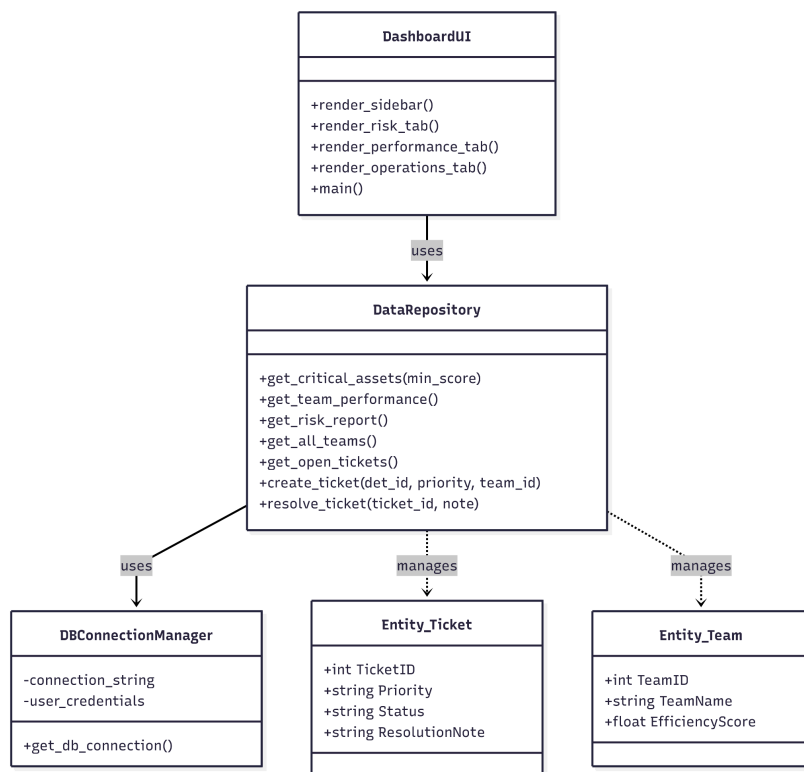 DashboardUI
+render_sidebar()
+render_risk_tab()
+render_performance_tab()
+render_operations_tab()
+main()
uses
DataRepository
+get_critical_assets(min_score)
+get_team_performance()
+get_risk_report()
+get_all_teams()
+get_open_tickets()
+create_ticket(det_id, priority, team_id)
+resolve_ticket(ticket_id, note)
uses
manages
manages
DBConnectionManager
-connection_string
-user_credentials
+get_db_connection()
Entity_Ticket
+int TicketID
+string Priority
+string Status
+string ResolutionNote
Entity_Team
+int TeamID
+string TeamName
+float EfficiencyScore